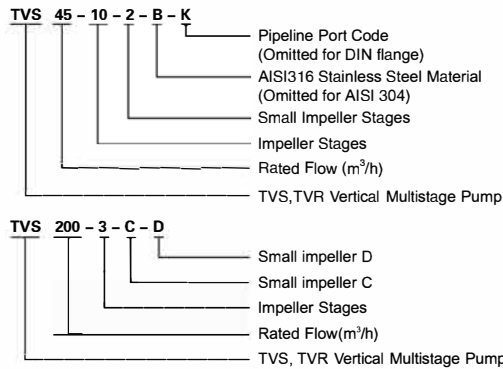 TVS 45 - 10 - 2 - B - K
Pipeline Port Code
(Omitted for DIN flange)
AISI316 Stainless Steel Material
(Omitted for AISI 304)
Small Impeller Stages
Impeller Stages
Rated Flow (m³/h)
TVS,TVR Vertical Multistage Pump
TVS 200 - 3 - C - D
Small impeller D
Small impeller C
Impeller Stages
Rated Flow(m³/h)
TVS, TVR Vertical Multistage Pump